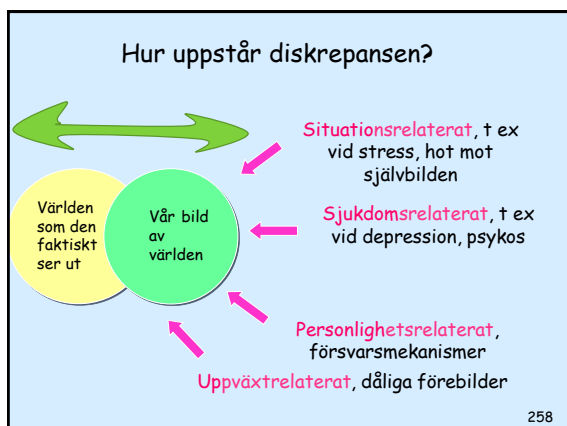 Hur uppstår diskrepansen?
Situationsrelaterat, t ex
vid stress, hot mot
självbilden
Världen
som den
faktiskt
ser ut
Vår bild
av
världen
Sjukdomsrelaterat, t ex
vid depression, psykos
Personlighetsrelaterat,
försvarsmekanismer
Uppväxtrelaterat, dåliga förebilder
258